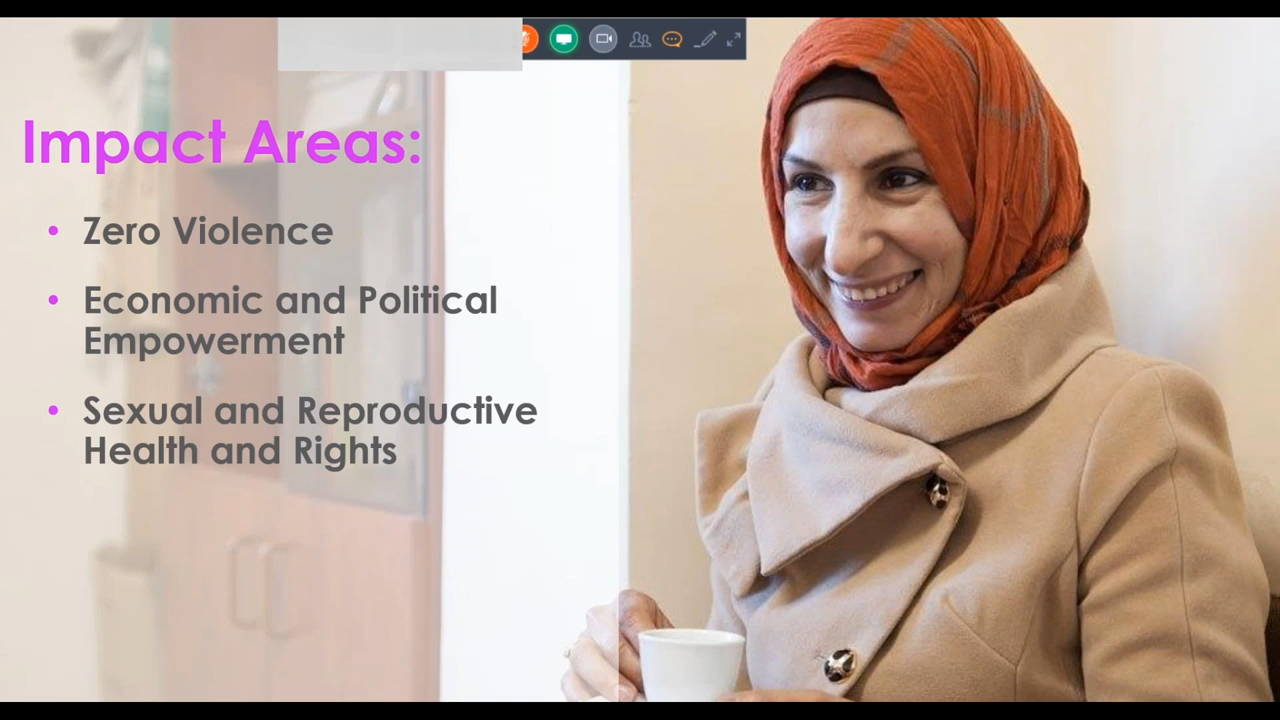 Impact Areas:
• Zero Violence
• Economic and Political
Empowerment
• Sexual and Reproductive
Health and Rights